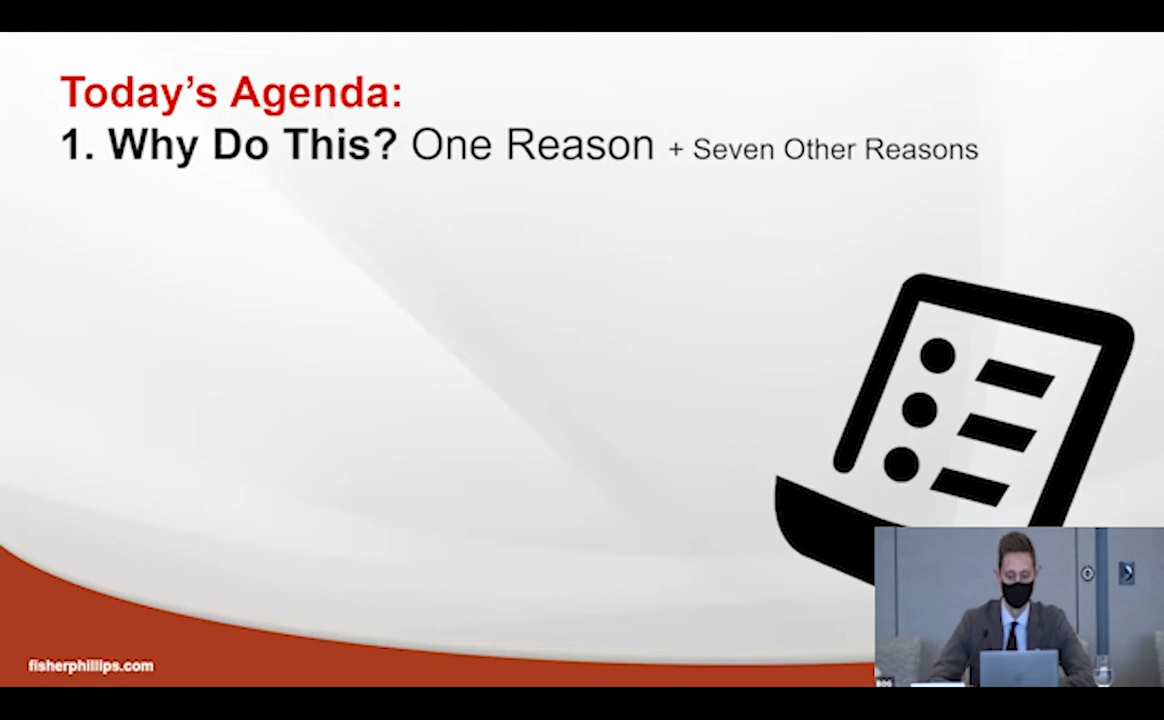 Today’s Agenda:
1. Why Do This? One Reason + Seven Other Reasons
fisherphillips.com